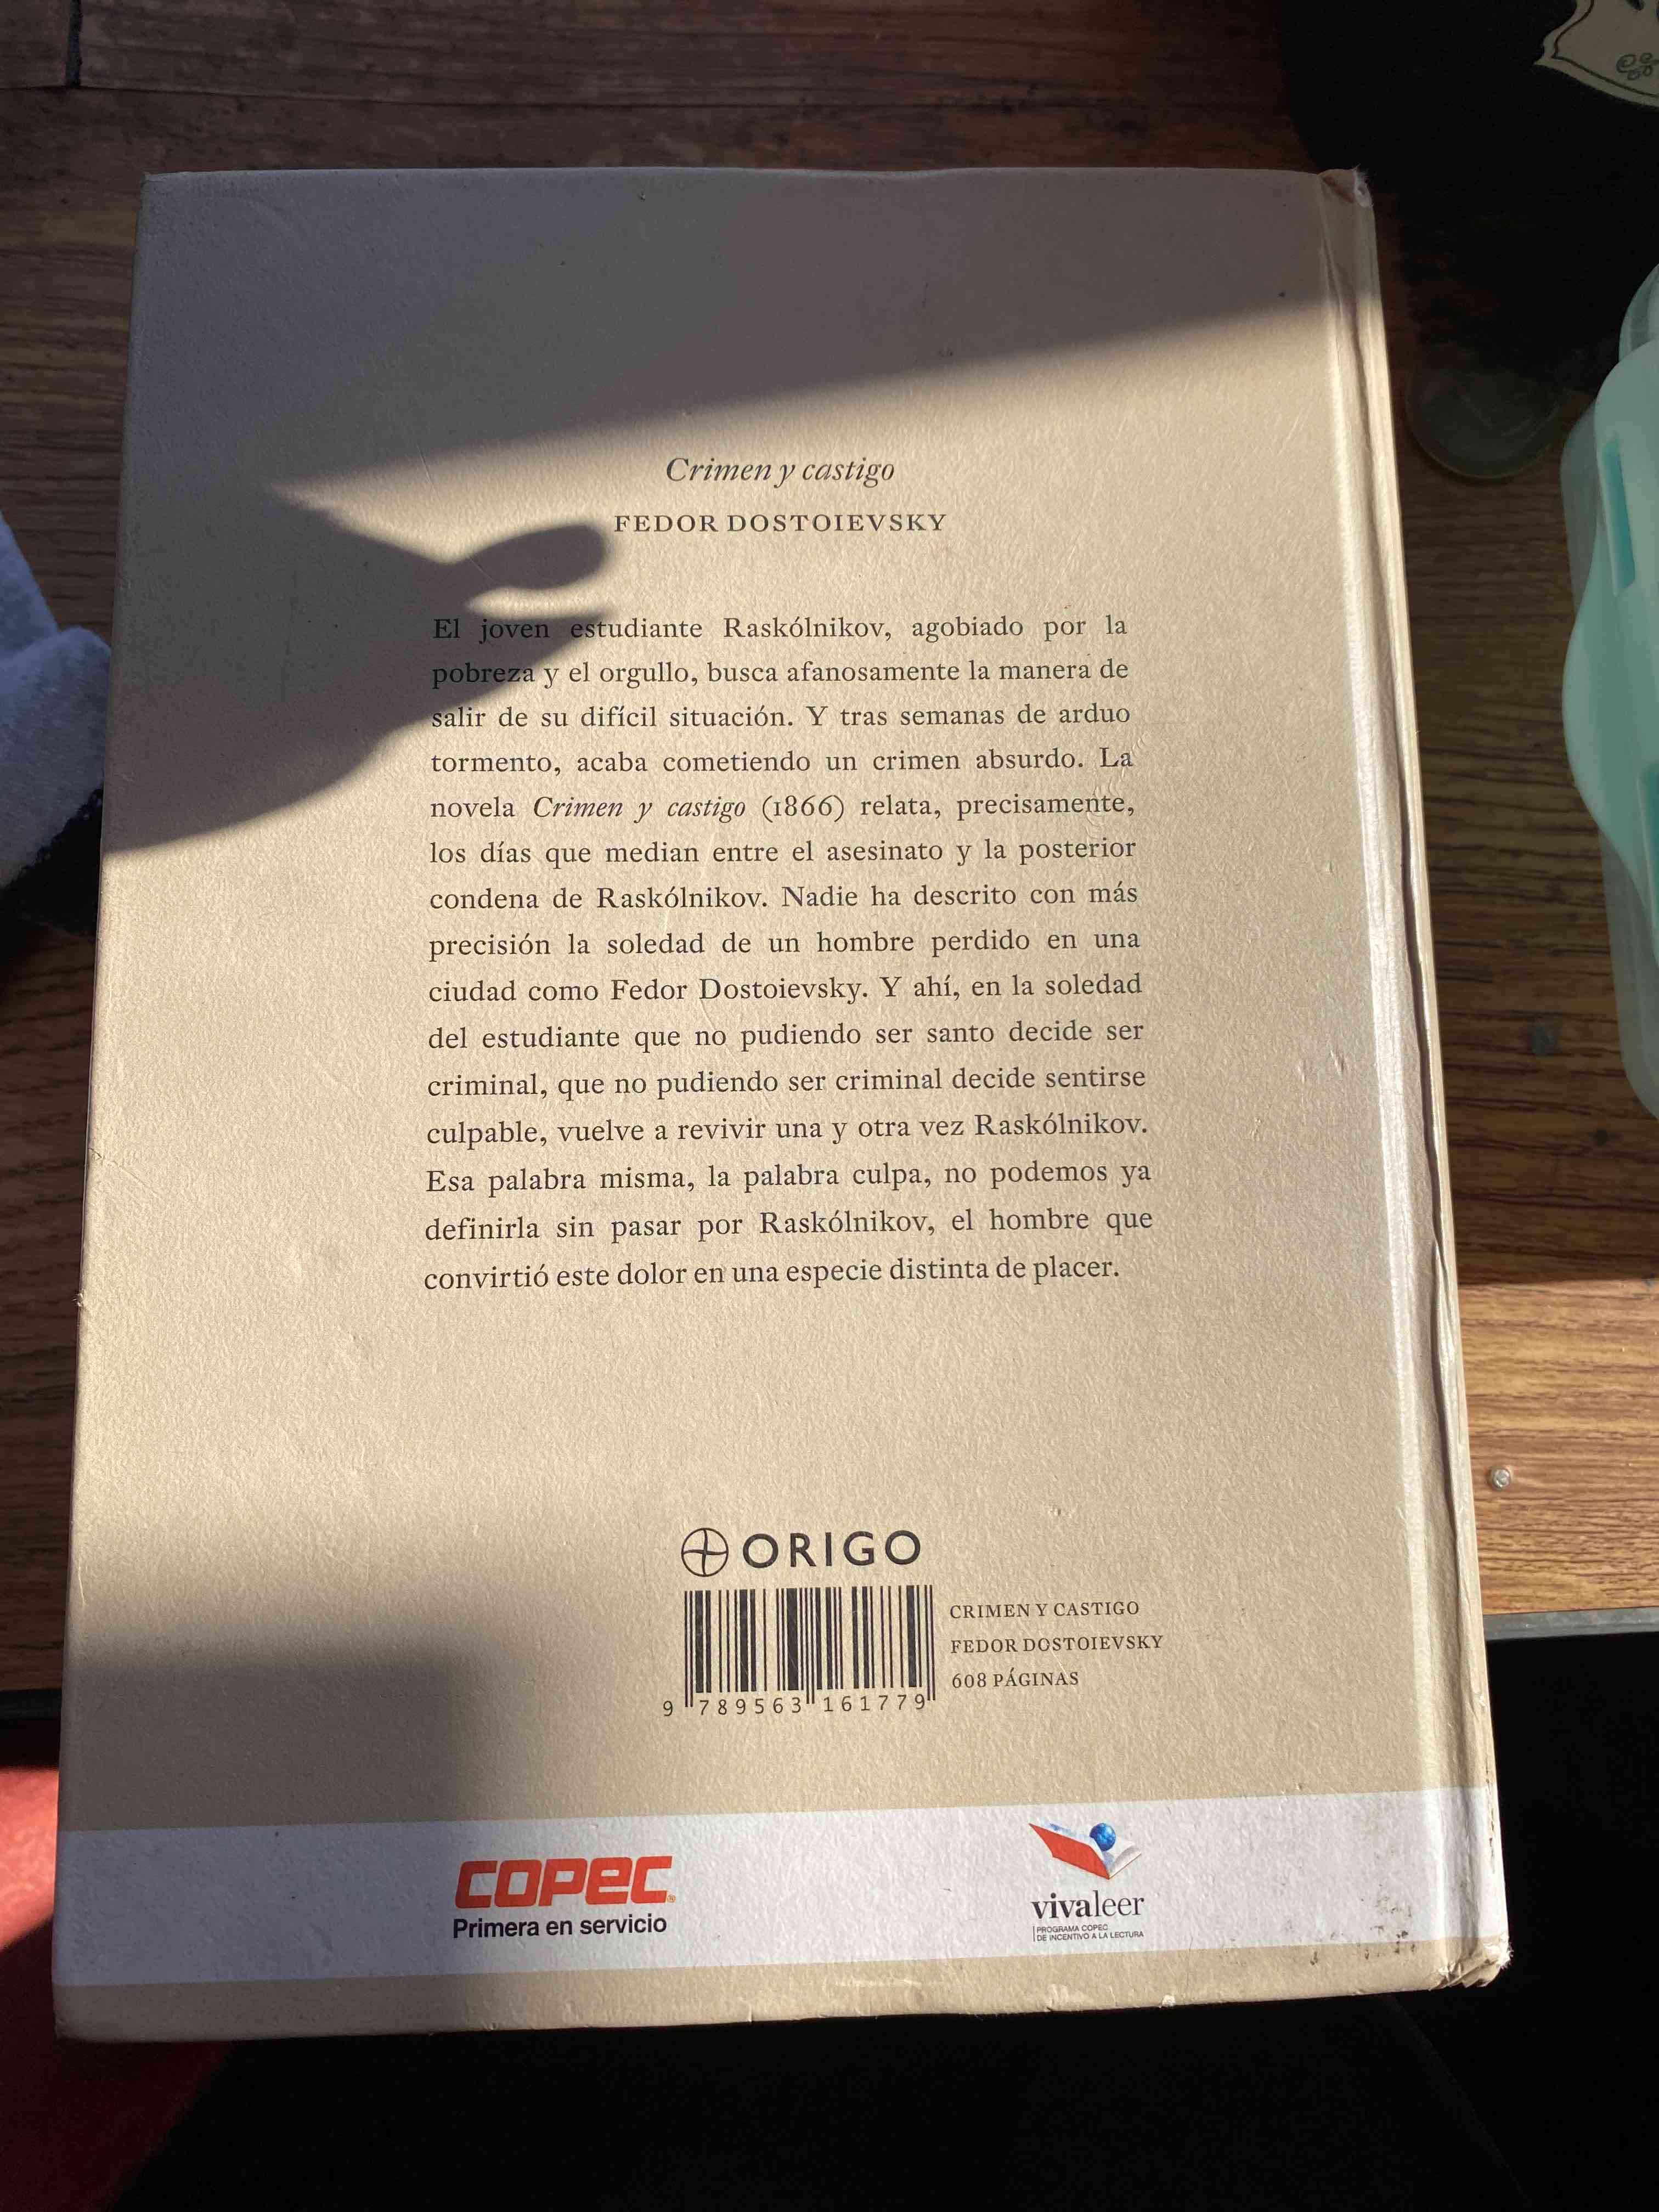 Crimen y castigo
FEDOR DOSTOIEVSKY
El joven estudiante Raskólnikov, agobiado por la
pobreza y el orgullo, busca afanosamente la manera de
salir de su difícil situación. Y tras semanas de arduo
tormento, acaba cometiendo un crimen absurdo. La
novela Crimen y castigo (1866) relata, precisamente,
los días que median entre el asesinato y la posterior
condena de Raskólnikov. Nadie ha descrito con más
precisión la soledad de un hombre perdido en una
ciudad como Fedor Dostoievsky. Y ahí, en la soledad
del estudiante que no pudiendo ser santo decide ser
criminal, que no pudiendo ser criminal decide sentirse
culpable, vuelve a revivir una y otra vez Raskólnikov.
Esa palabra misma, la palabra culpa, no podemos ya
definirla sin pasar por Raskólnikov, el hombre que
convirtió este dolor en una especie distinta de placer.
ORIGO
CRIMEN Y CASTIGO
FEDOR DOSTOIEVSKY
608 PÁGINAS
9 789563 161779
COPEC®
Primera en servicio
vivaleer
PROGRAMA COPEC
DE INCENTIVO A LA LECTURA